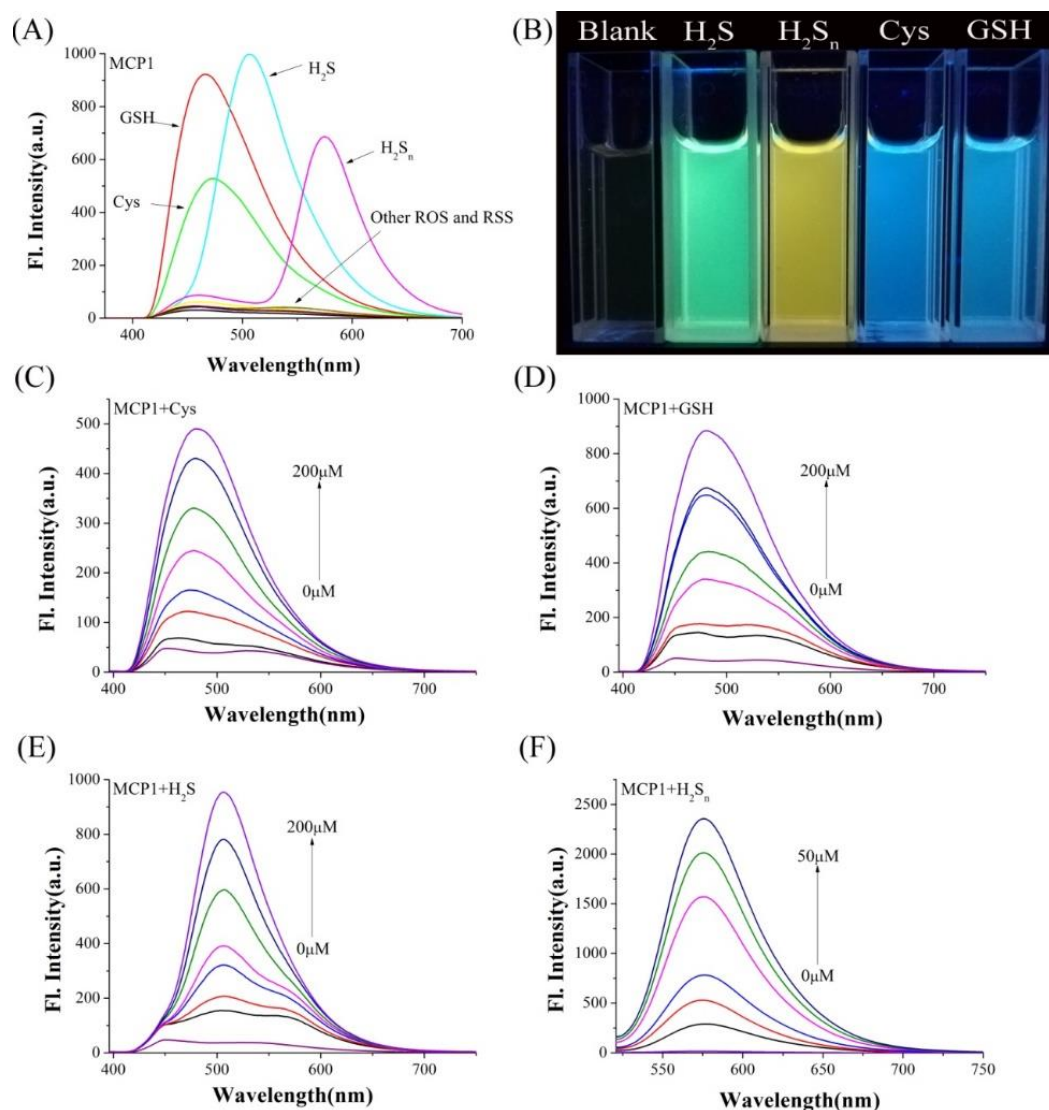 (A)
MCP1
GSH
H₂S
H₂Sₙ
Cys
Other ROS and RSS
Fl. Intensity(a.u.)
1000
800
600
400
200
0
400 500 600 700
Wavelength(nm)
(B)
Blank H₂S H₂Sₙ Cys GSH
(C)
MCP1+Cys
200μM
0μM
Fl. Intensity(a.u.)
500
400
300
200
100
0
400 500 600 700
Wavelength(nm)
(D)
MCP1+GSH
200μM
0μM
Fl. Intensity(a.u.)
1000
800
600
400
200
0
400 500 600 700
Wavelength(nm)
(E)
MCP1+H₂S
200μM
0μM
Fl. Intensity(a.u.)
1000
800
600
400
200
0
400 500 600 700
Wavelength(nm)
(F)
MCP1+H₂Sₙ
50μM
0μM
Fl. Intensity(a.u.)
2500
2000
1500
1000
500
0
550 600 650 700 750
Wavelength(nm)